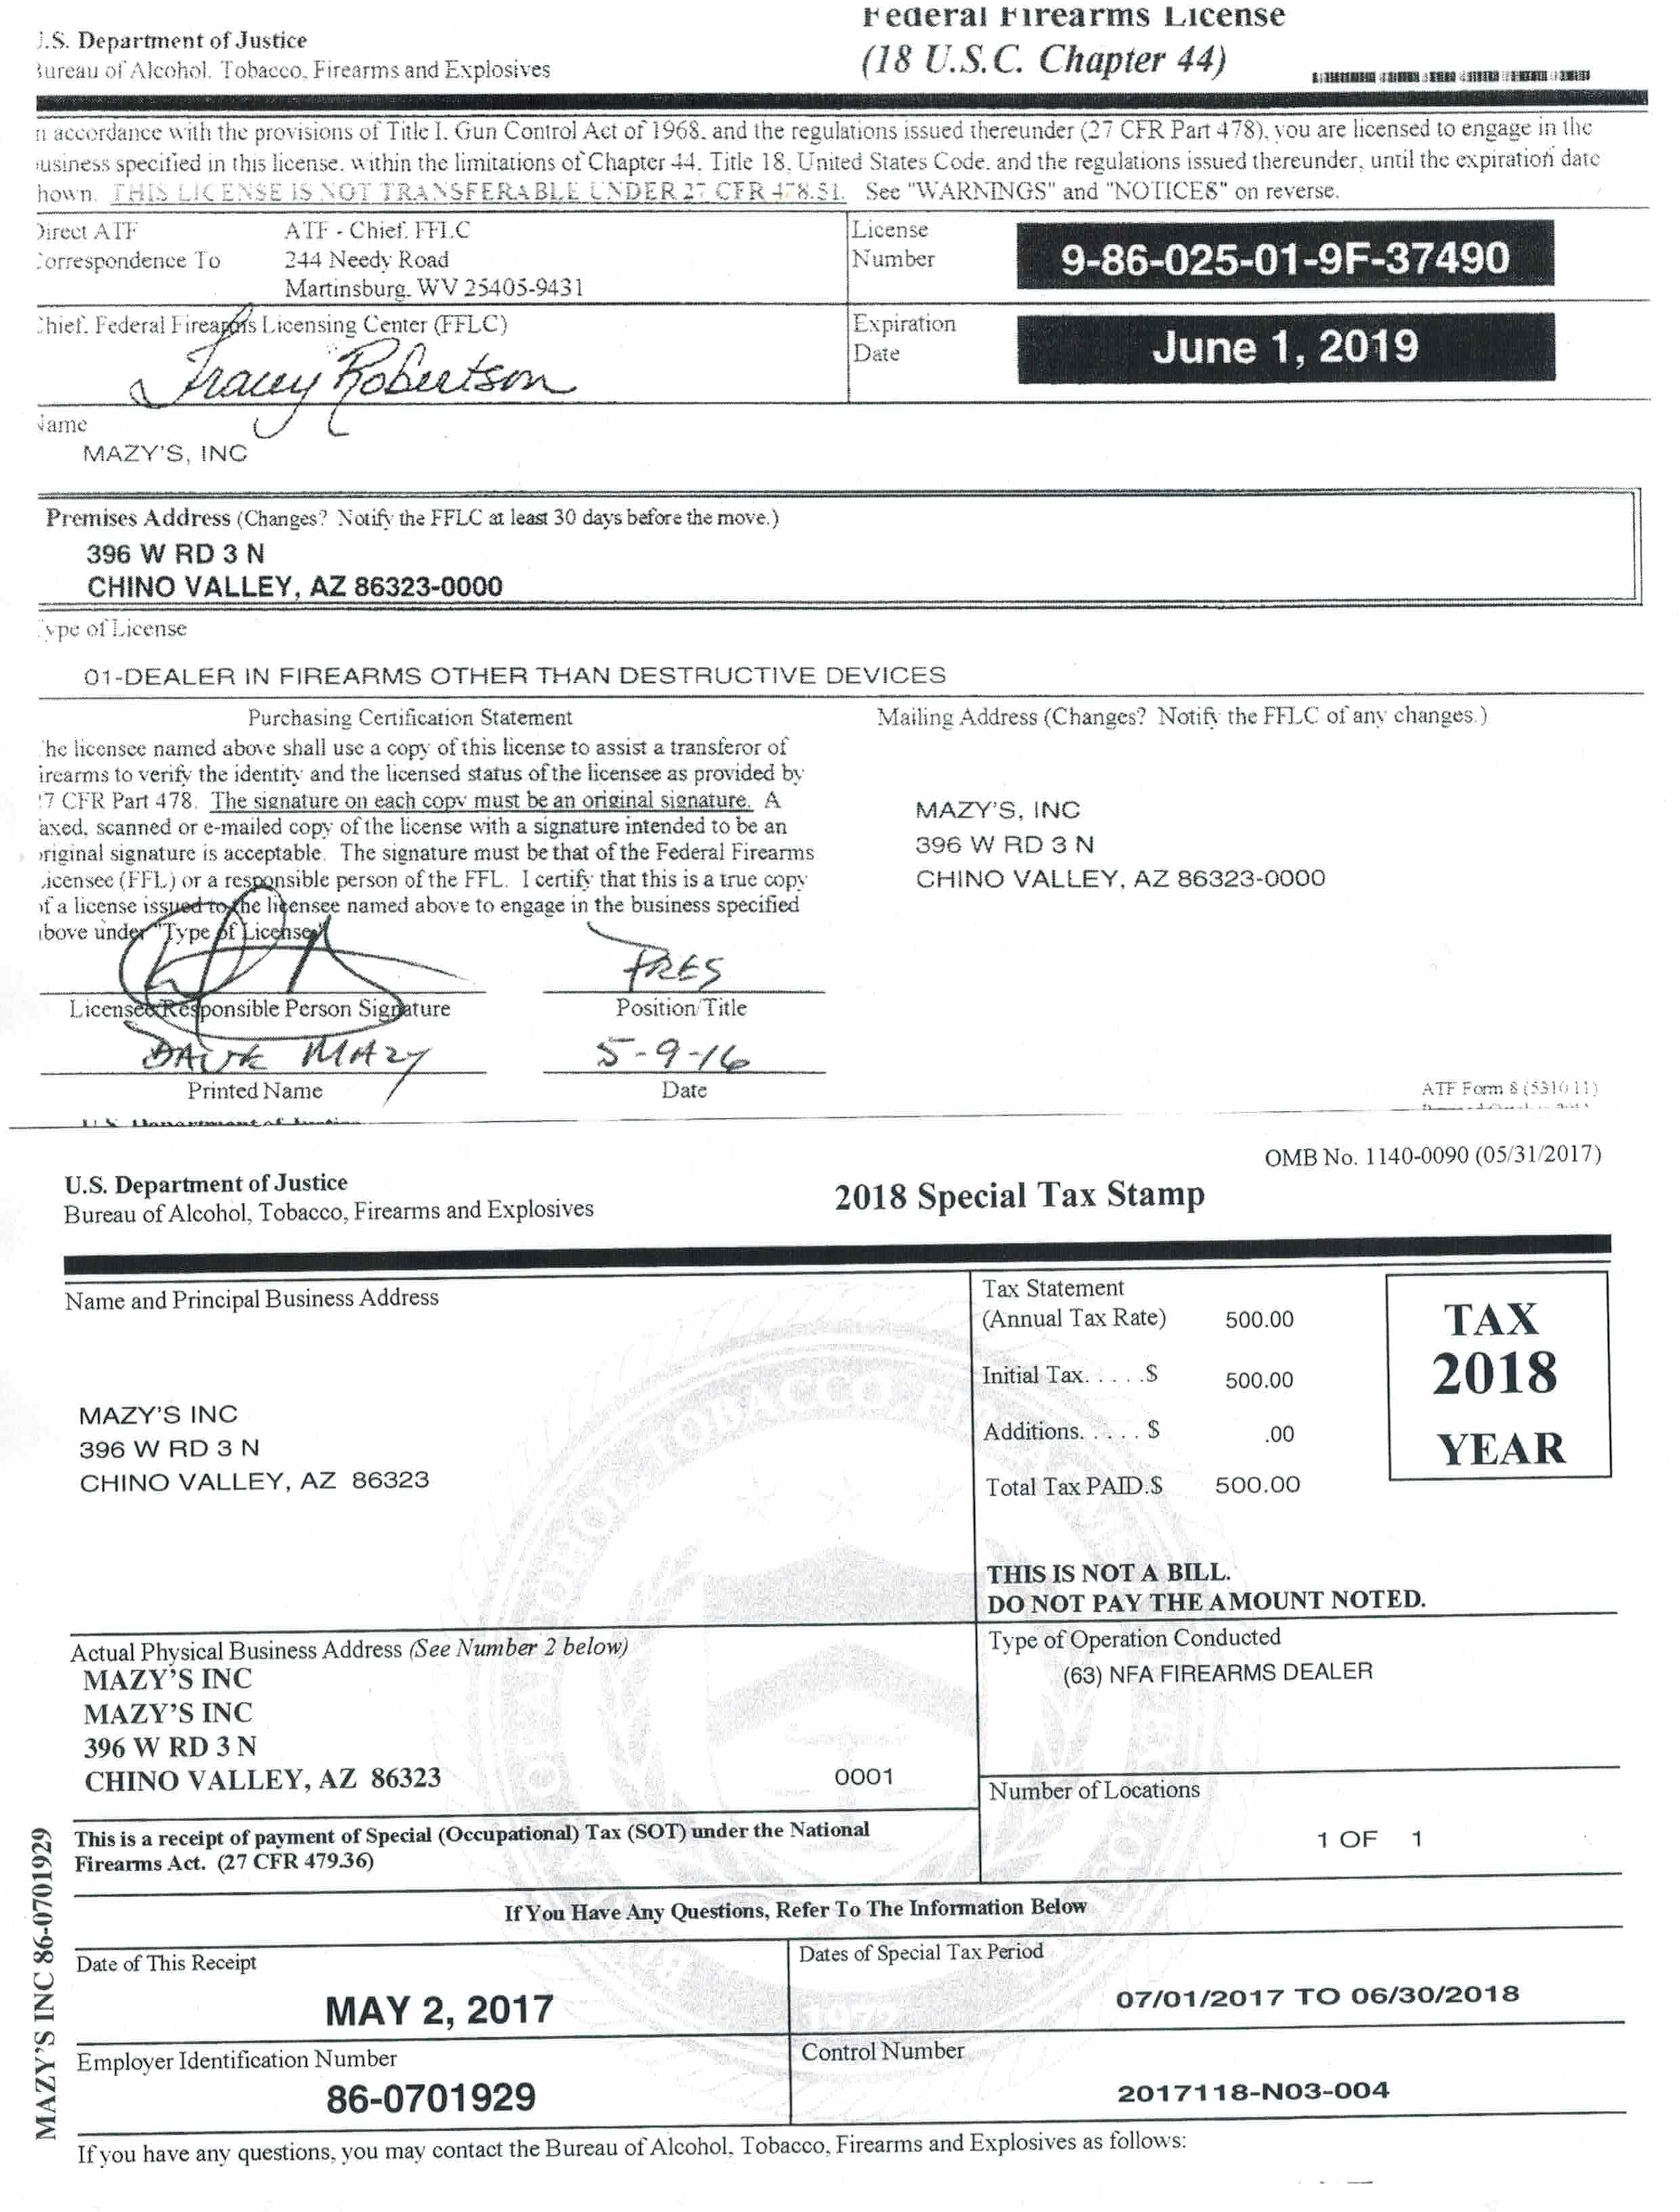 Federal Firearms License
(18 U.S.C. Chapter 44)
.S. Department of Justice
ureau of Alcohol, Tobacco, Firearms and Explosives
n accordance with the provisions of Title I, Gun Control Act of 1968, and the regulations issued thereunder (27 CFR Part 478), you are licensed to engage in the
usiness specified in this license, within the limitations of Chapter 44, Title 18, United States Code, and the regulations issued thereunder, until the expiration date
hown. THIS LICENSE IS NOT TRANSFERABLE UNDER 27 CFR 478.51. See "WARNINGS" and "NOTICES" on reverse.
Direct ATF
Correspondence To
ATF - Chief, FFLC
244 Needy Road
Martinsburg, WV 25405-9431
License
Number
9-86-025-01-9F-37490
Chief, Federal Firearms Licensing Center (FFLC)
Tracey Robertson
Expiration
Date
June 1, 2019
Name
MAZY'S, INC
Premises Address (Changes? Notify the FFLC at least 30 days before the move.)
396 W RD 3 N
CHINO VALLEY, AZ 86323-0000
Type of License
01-DEALER IN FIREARMS OTHER THAN DESTRUCTIVE DEVICES
Purchasing Certification Statement
he licensee named above shall use a copy of this license to assist a transferor of
irearms to verify the identity and the licensed status of the licensee as provided by
27 CFR Part 478. The signature on each copy must be an original signature. A
axed, scanned or e-mailed copy of the license with a signature intended to be an
original signature is acceptable. The signature must be that of the Federal Firearms
icensee (FFL) or a responsible person of the FFL. I certify that this is a true copy
of a license issued to the licensee named above to engage in the business specified
bove under "Type of License"
Mailing Address (Changes? Notify the FFLC of any changes.)
MAZY'S, INC
396 W RD 3 N
CHINO VALLEY, AZ 86323-0000
PRES
Licensee/Responsible Person Signature
Position/Title
DAVE MAZY
5-9-16
Printed Name
Date
ATF Form 8 (5310.11)
U.S. Department of Justice
OMB No. 1140-0090 (05/31/2017)
U.S. Department of Justice
Bureau of Alcohol, Tobacco, Firearms and Explosives
2018 Special Tax Stamp
Name and Principal Business Address
MAZY'S INC
396 W RD 3 N
CHINO VALLEY, AZ 86323
Tax Statement
(Annual Tax Rate) 500.00
Initial Tax. . . . .$ 500.00
Additions. . . . . $ .00
Total Tax PAID.$ 500.00
TAX
2018
YEAR
THIS IS NOT A BILL.
DO NOT PAY THE AMOUNT NOTED.
Actual Physical Business Address (See Number 2 below)
MAZY'S INC
MAZY'S INC
396 W RD 3 N
CHINO VALLEY, AZ 86323 0001
Type of Operation Conducted
(63) NFA FIREARMS DEALER
Number of Locations
1 OF 1
This is a receipt of payment of Special (Occupational) Tax (SOT) under the National
Firearms Act. (27 CFR 479.36)
If You Have Any Questions, Refer To The Information Below
Date of This Receipt
MAY 2, 2017
Dates of Special Tax Period
07/01/2017 TO 06/30/2018
Employer Identification Number
86-0701929
Control Number
2017118-N03-004
MAZY'S INC 86-0701929
1972
If you have any questions, you may contact the Bureau of Alcohol, Tobacco, Firearms and Explosives as follows: